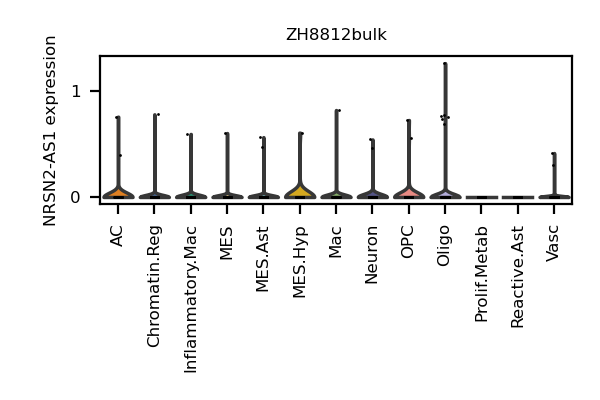 ZH8812bulk
NRSN2-AS1 expression
1
0
AC
Chromatin.Reg
Inflammatory.Mac
MES
MES.Ast
MES.Hyp
Mac
Neuron
OPC
Oligo
Prolif.Metab
Reactive.Ast
Vasc